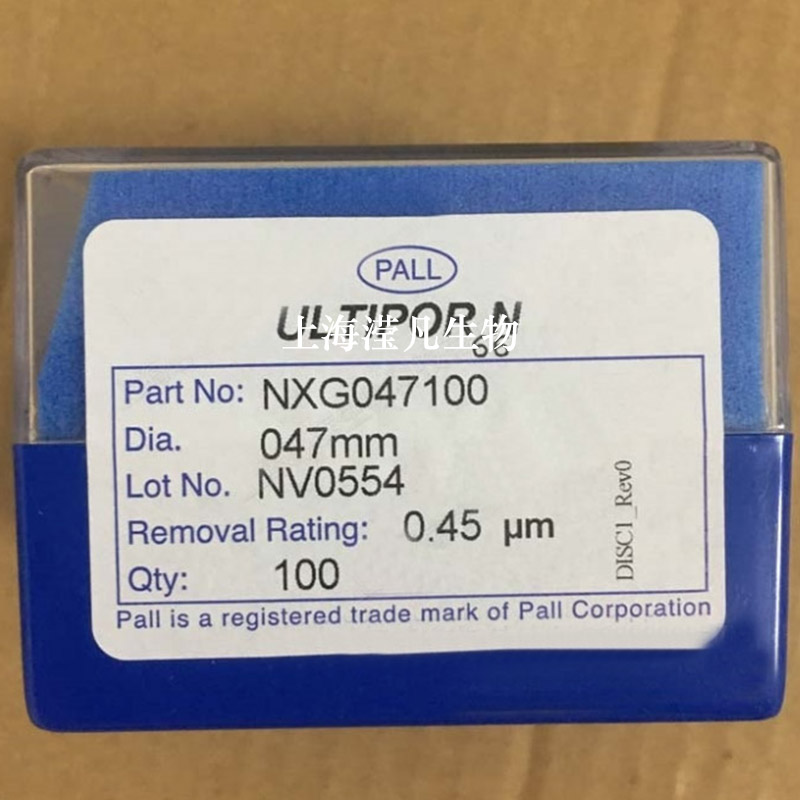 PALL
ULTIPOR N
66
上海滢凡生物
Part No: NXG047100
Dia. 047mm
Lot No. NV0554
Removal Rating: 0.45 μm
Qty: 100
DISC1_Rev0
Pall is a registered trade mark of Pall Corporation